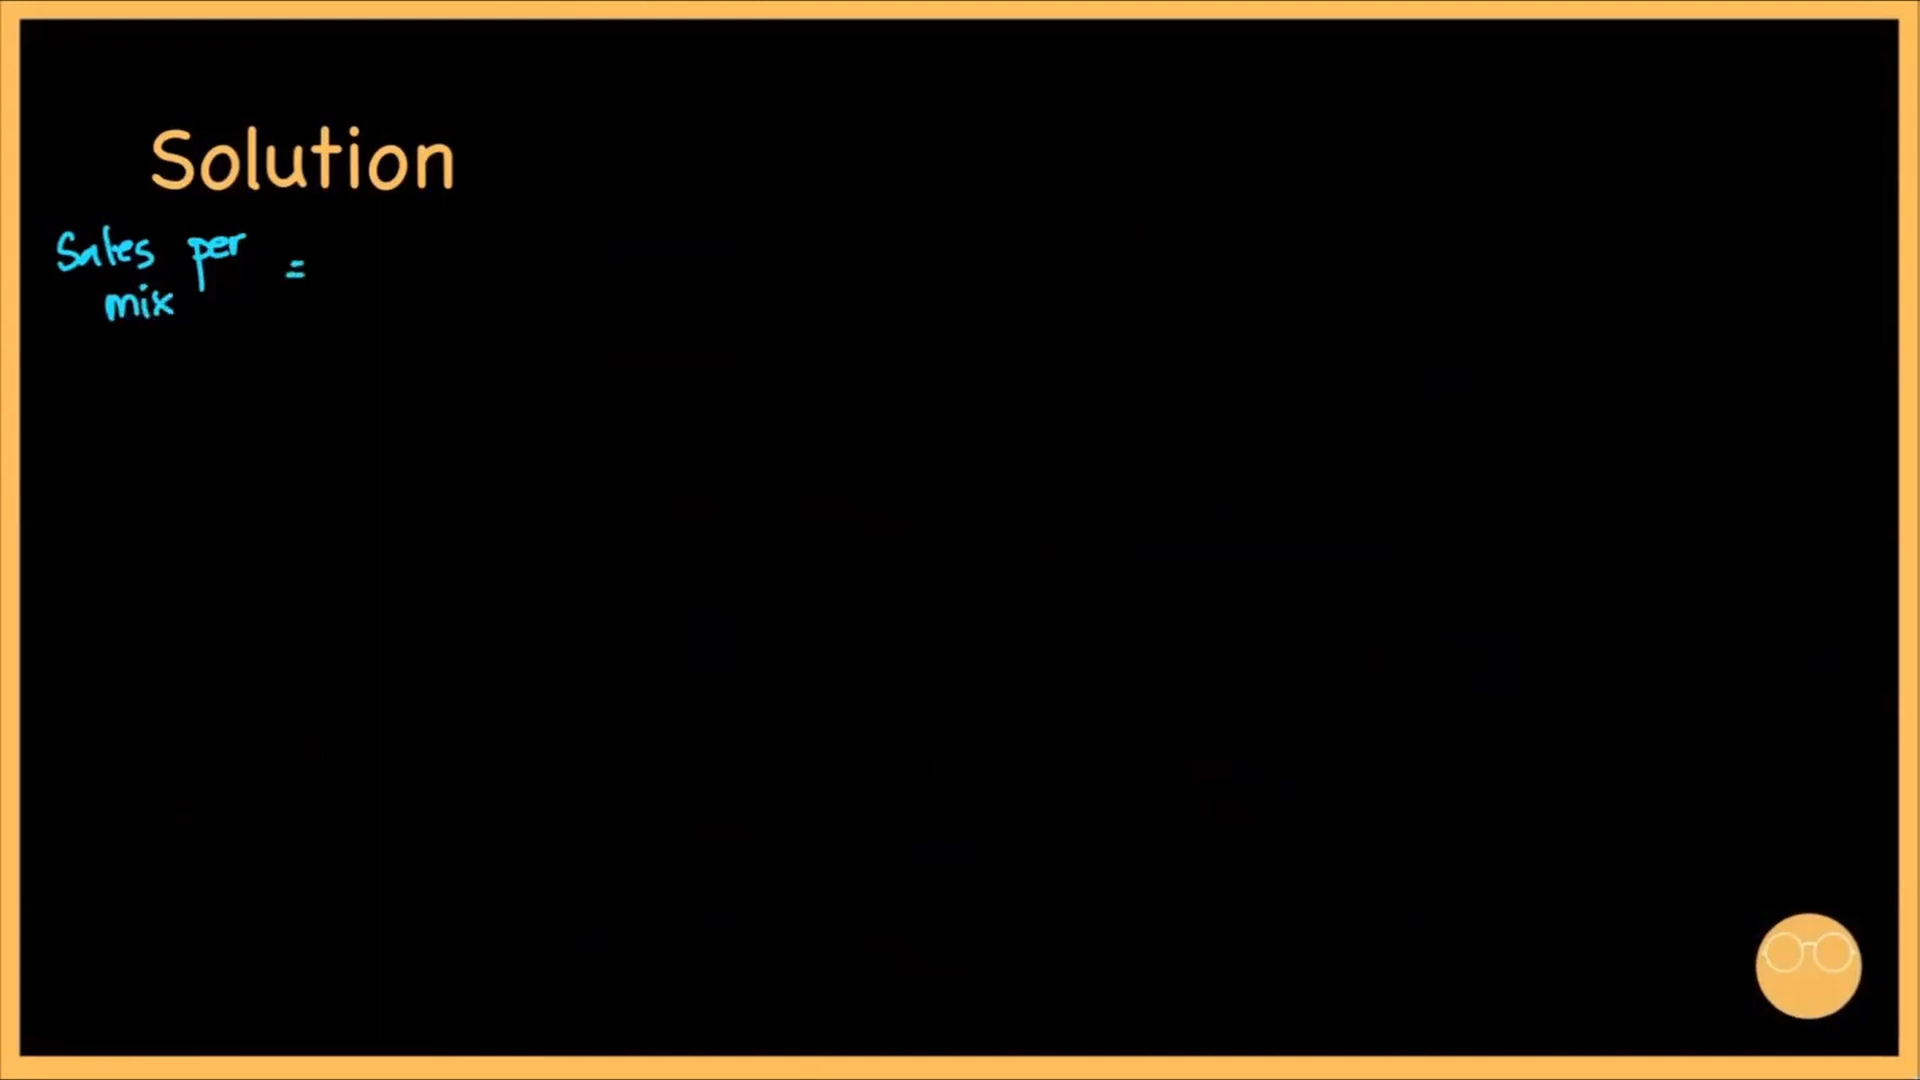 Solution
Sales per =
mix